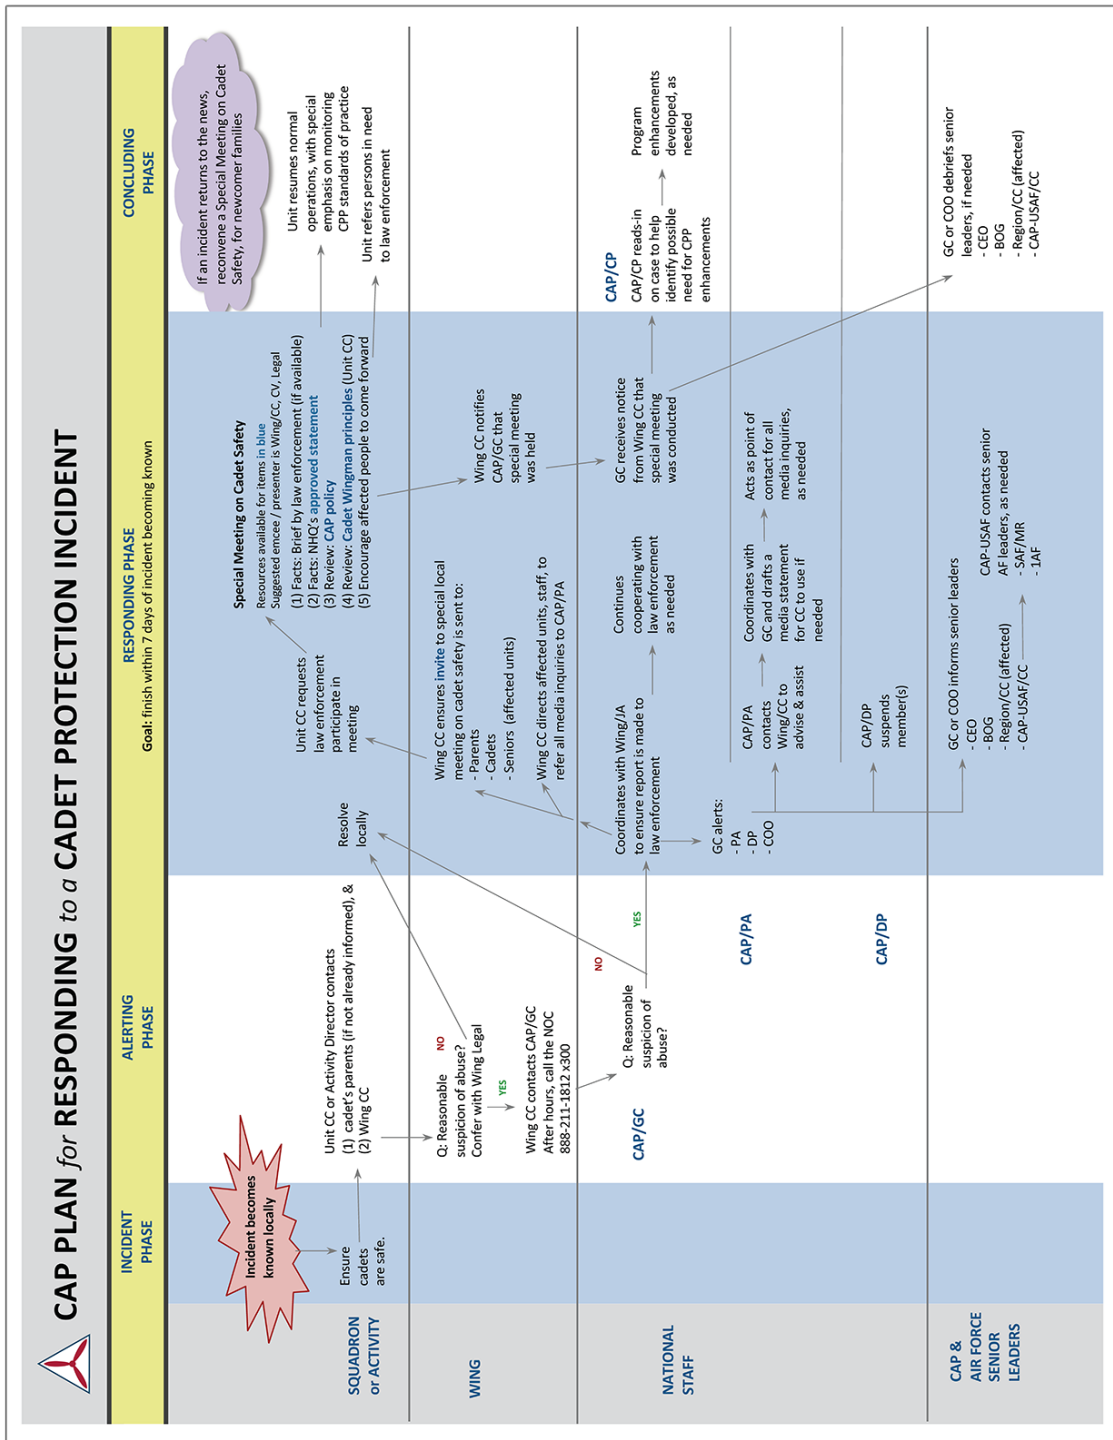 CAP PLAN for RESPONDING to a CADET PROTECTION INCIDENT
INCIDENT
PHASE
ALERTING
PHASE
RESPONDING PHASE
Goal: finish within 7 days of incident becoming known
CONCLUDING
PHASE
SQUADRON
or ACTIVITY
Incident becomes
known locally
Ensure
cadets
are safe.
Unit CC or Activity Director contacts
(1) cadet's parents (if not already informed), &
(2) Wing CC
Resolve
locally
Unit CC requests
law enforcement
participate in
meeting
Special Meeting on Cadet Safety
Resources available for items in blue
Suggested emcee / presenter is Wing/CC, CV, Legal
(1) Facts: Brief by law enforcement (if available)
(2) Facts: NHQ's approved statement
(3) Review: CAP policy
(4) Review: Cadet Wingman principles (Unit CC)
(5) Encourage affected people to come forward
If an incident returns to the news,
reconvene a Special Meeting on Cadet
Safety, for newcomer families
Unit resumes normal
operations, with special
emphasis on monitoring
CPP standards of practice
Unit refers persons in need
to law enforcement
WING
Q: Reasonable
suspicion of abuse?
Confer with Wing Legal
NO
YES
Wing CC contacts CAP/GC
After hours, call the NOC
888-211-1812 x300
Wing CC ensures invite to special local
meeting on cadet safety is sent to:
- Parents
- Cadets
- Seniors (affected units)
Wing CC directs affected units, staff, to
refer all media inquiries to CAP/PA
Wing CC notifies
CAP/GC that
special meeting
was held
NATIONAL
STAFF
CAP/GC
Q: Reasonable
suspicion of
abuse?
NO
YES
Coordinates with Wing/JA
to ensure report is made to
law enforcement
Continues
cooperating with
law enforcement
as needed
GC receives notice
from Wing CC that
special meeting
was conducted
CAP/CP
CAP/CP reads-in
on case to help
identify possible
need for CPP
enhancements
Program
enhancements
developed, as
needed
GC alerts:
- PA
- DP
- COO
CAP/PA
CAP/PA
contacts
Wing/CC to
advise & assist
Coordinates with
GC and drafts a
media statement
for CC to use if
needed
Acts as point of
contact for all
media inquiries,
as needed
CAP/DP
CAP/DP
suspends
member(s)
CAP &
AIR FORCE
SENIOR
LEADERS
GC or COO informs senior leaders
- CEO
- BOG
- Region/CC (affected)
- CAP-USAF/CC
CAP-USAF contacts senior
AF leaders, as needed
- SAF/MR
- 1AF
GC or COO debriefs senior
leaders, if needed
- CEO
- BOG
- Region/CC (affected)
- CAP-USAF/CC